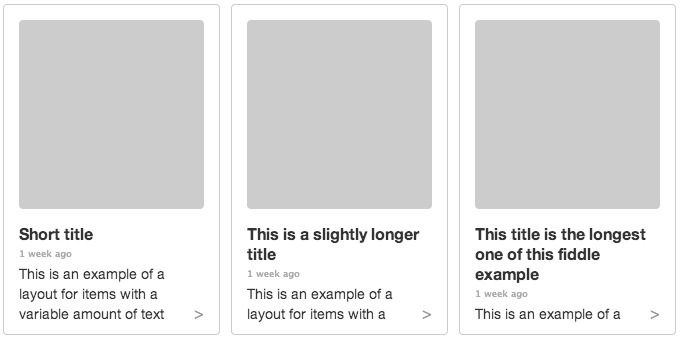 Short title
1 week ago
This is an example of a
layout for items with a
variable amount of text
>
This is a slightly longer
title
1 week ago
This is an example of a
layout for items with a
>
This title is the longest
one of this fiddle
example
1 week ago
This is an example of a
>